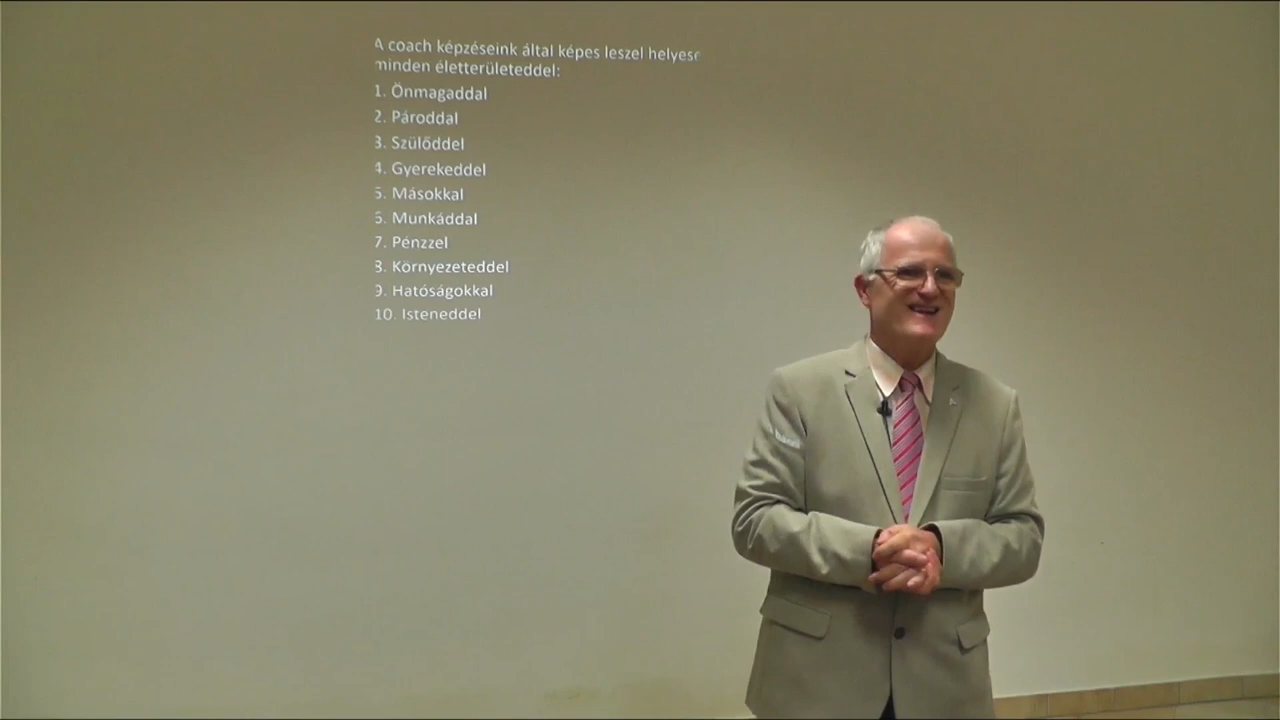 A coach képzéseink által képes leszel helyese
minden életterületeddel:
1. Önmagaddal
2. Pároddal
3. Szülőddel
4. Gyerekeddel
5. Másokkal
6. Munkáddal
7. Pénzzel
8. Környezeteddel
9. Hatóságokkal
10. Isteneddel